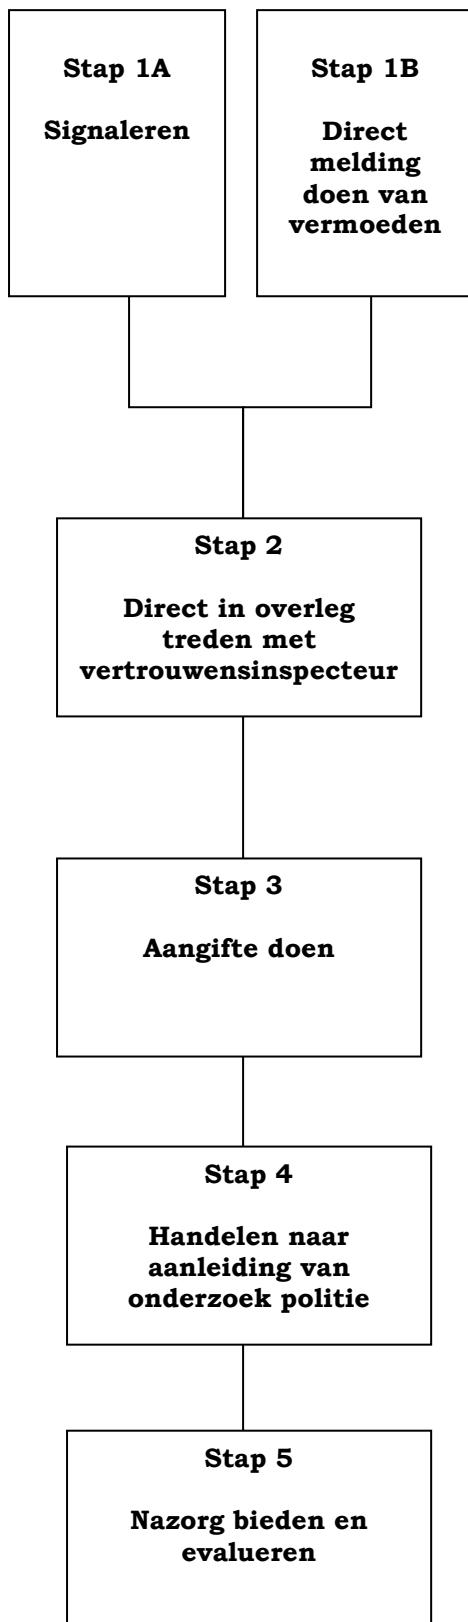 Stap 1A
Signaleren
Stap 1B
Direct
melding
doen van
vermoeden
Stap 2
Direct in overleg
treden met
vertrouwensinspecteur
Stap 3
Aangifte doen
Stap 4
Handelen naar
aanleiding van
onderzoek politie
Stap 5
Nazorg bieden en
evalueren